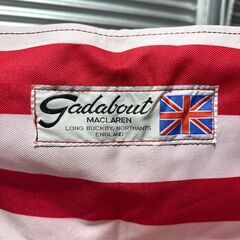 Gadabout
MACLAREN
LONG BUCKBY, NORTHANTS
ENGLAND